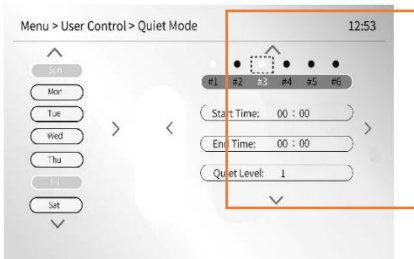 Menu > User Control > Quiet Mode
12:53
Sun
Mon
Tue
Wed
Thu
Fri
Sat
#1 #2 #3 #4 #5 #6
Start Time: 00 : 00
End Time: 00 : 00
Quiet Level: 1